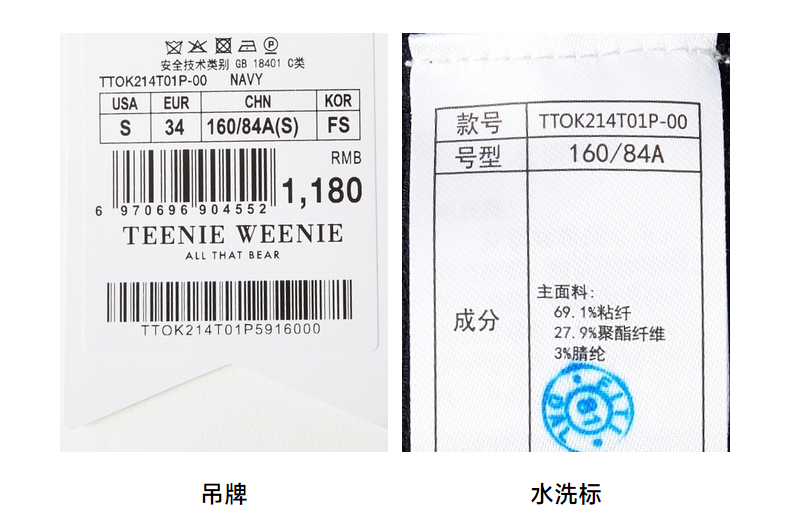 安全技术类别 GB 18401 C类
TTOK214T01P-00 NAVY
USA EUR CHN KOR
S 34 160/84A(S) FS
RMB
1,180
6 970696 904552
TEENIE WEENIE
ALL THAT BEAR
TTOK214T01P5916000
吊牌
款号 TTOK214T01P-00
号型 160/84A
成分
主面料:
69.1%粘纤
27.9%聚酯纤维
3%腈纶
81
水洗标